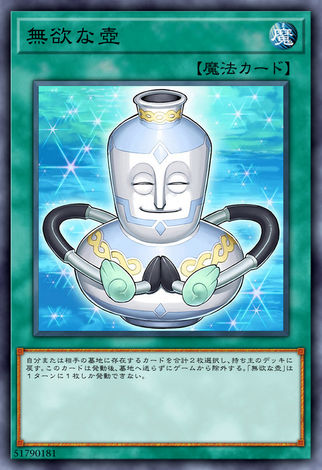 無欲な壺
魔
【魔法カード】
自分または相手の墓地に存在するカードを合計2枚選択し、持ち主のデッキに
戻す。このカードは発動後、墓地へ送らずにゲームから除外する。「無欲な壺」は
1ターンに1枚しか発動できない。
51790181